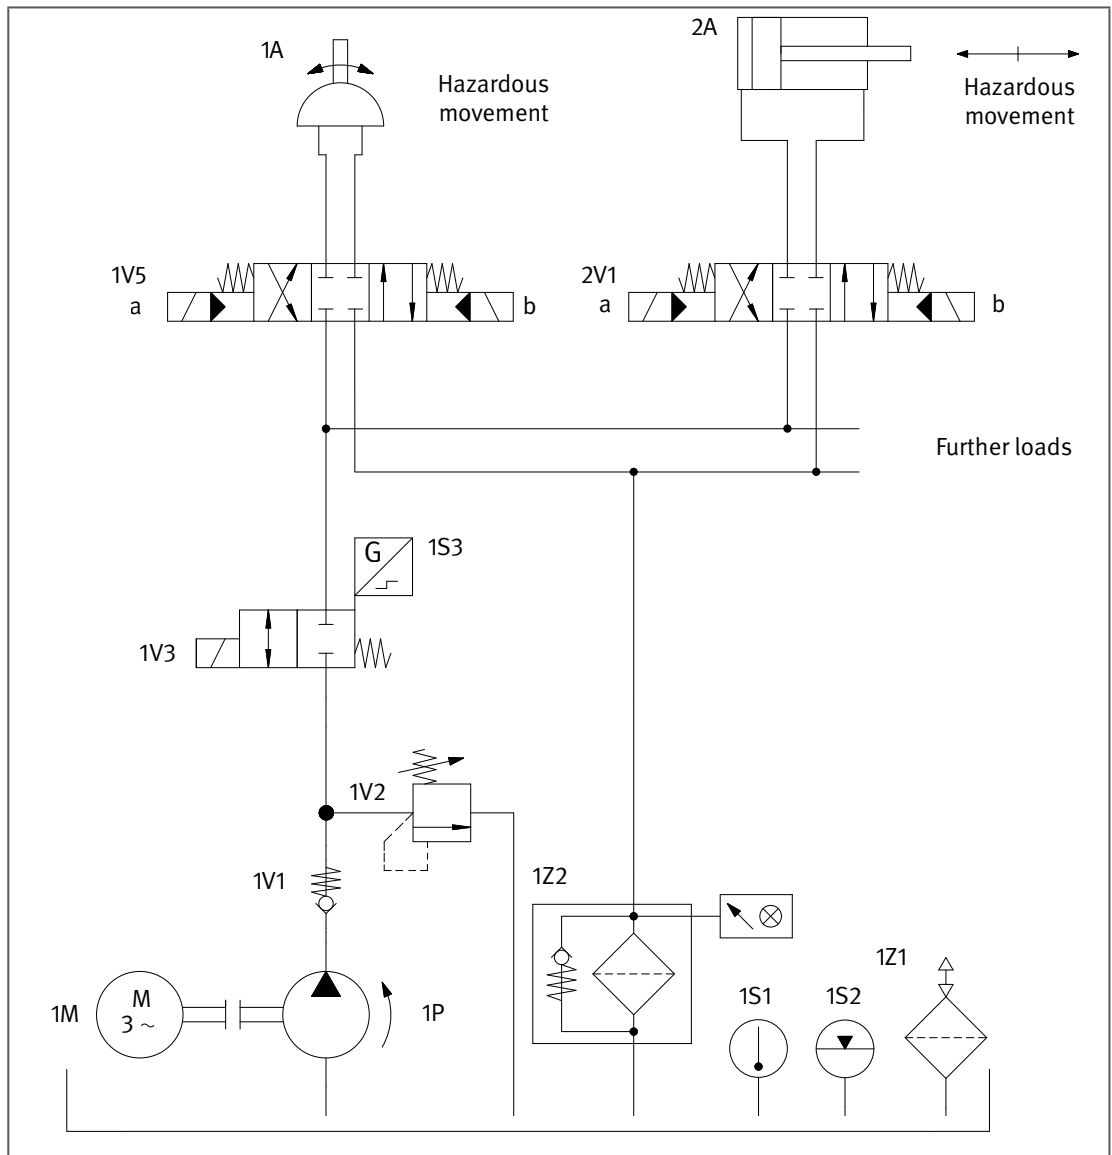 1A
Hazardous
movement
2A
Hazardous
movement
1V5
a
b
2V1
a
b
Further loads
G
1S3
1V3
1V2
1V1
1Z2
1Z1
1M
M
3 ~
1P
1S1
1S2